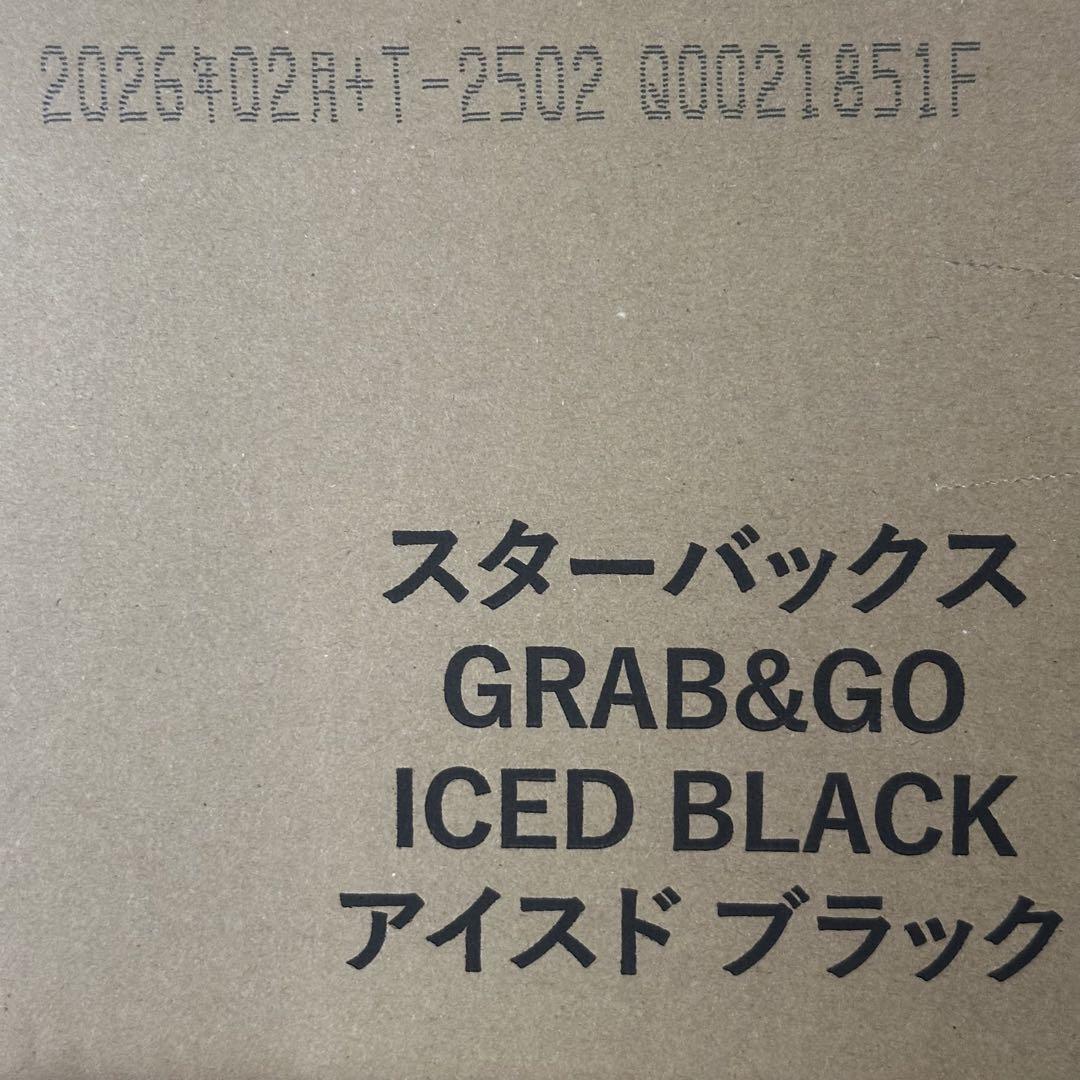 2026年02月+T-2502 Q0021851F
スターバックス
GRAB&GO
ICED BLACK
アイスド ブラック